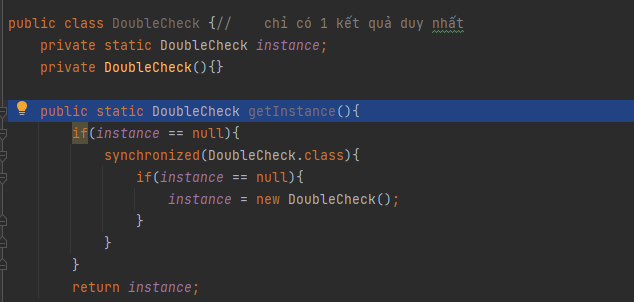 public class DoubleCheck {//    chỉ có 1 kết quả duy nhất
    private static DoubleCheck instance;
    private DoubleCheck(){}

    public static DoubleCheck getInstance(){
        if(instance == null){
            synchronized(DoubleCheck.class){
                if(instance == null){
                    instance = new DoubleCheck();
                }
            }
        }
        return instance;